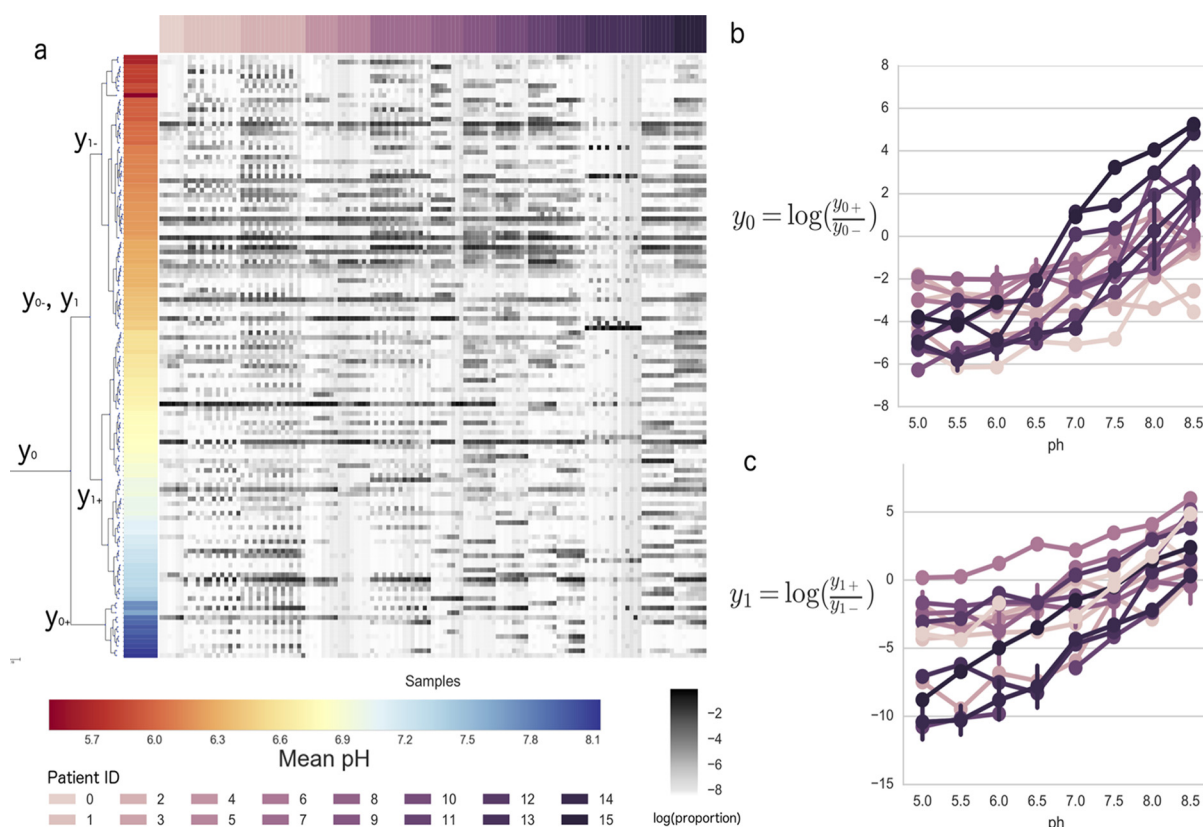 a
y1-
y0-, y1
y0
y1+
y0+
Samples
5.7 6.0 6.3 6.6 6.9 7.2 7.5 7.8 8.1
Mean pH
Patient ID
0 2 4 6 8 10 12 14
1 3 5 7 9 11 13 15
−2
−4
−6
−8
log(proportion)
b
8
6
4
2
0
−2
−4
−6
−8
y0 = log(y0+/y0-)
5.0 5.5 6.0 6.5 7.0 7.5 8.0 8.5
ph
c
5
0
−5
−10
−15
y1 = log(y1+/y1-)
5.0 5.5 6.0 6.5 7.0 7.5 8.0 8.5
ph